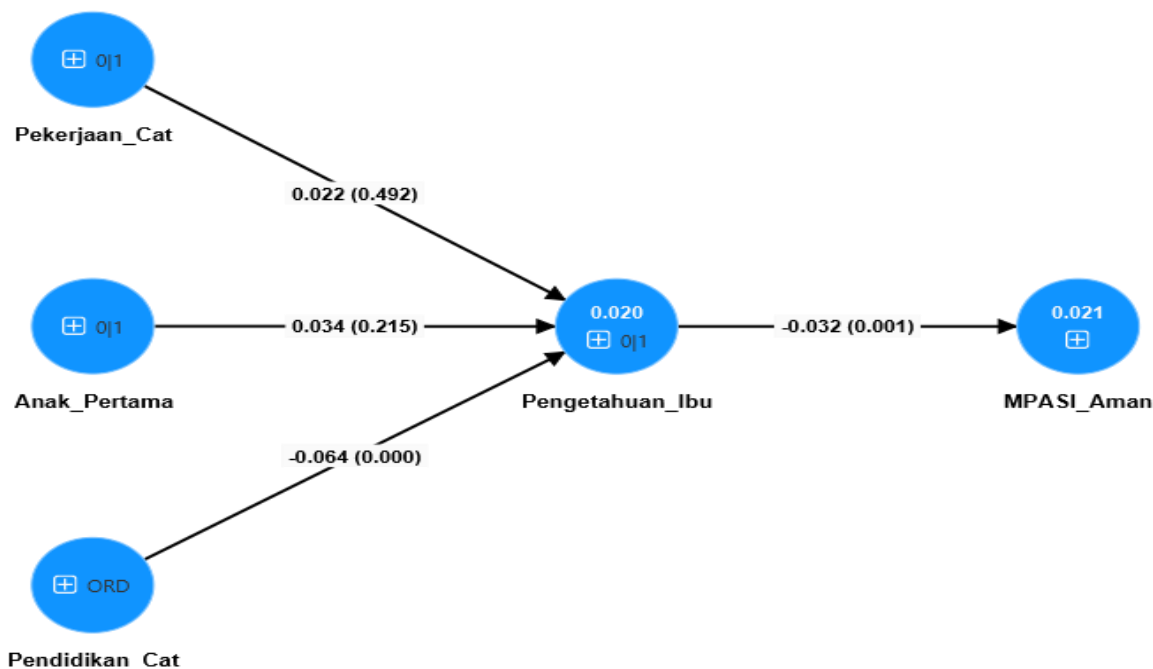 0|1
Pekerjaan_Cat
0.022 (0.492)
0|1
Anak_Pertama
0.034 (0.215)
0.020
0|1
Pengetahuan_Ibu
-0.032 (0.001)
0.021
MPASI_Aman
-0.064 (0.000)
ORD
Pendidikan_Cat